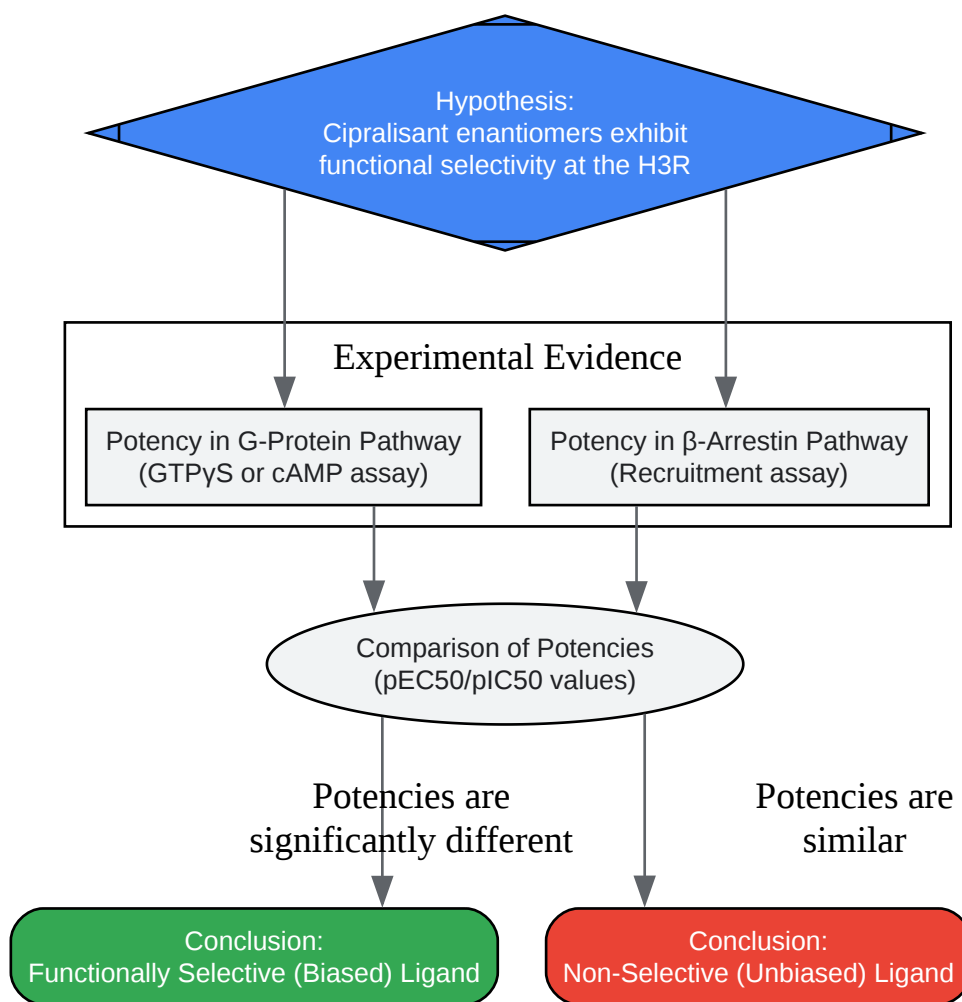 Hypothesis:
Cipralisant enantiomers exhibit
functional selectivity at the H3R
Experimental Evidence
Potency in G-Protein Pathway
(GTPγS or cAMP assay)
Potency in β-Arrestin Pathway
(Recruitment assay)
Comparison of Potencies
(pEC50/pIC50 values)
Potencies are
significantly different
Potencies are
similar
Conclusion:
Functionally Selective (Biased) Ligand
Conclusion:
Non-Selective (Unbiased) Ligand